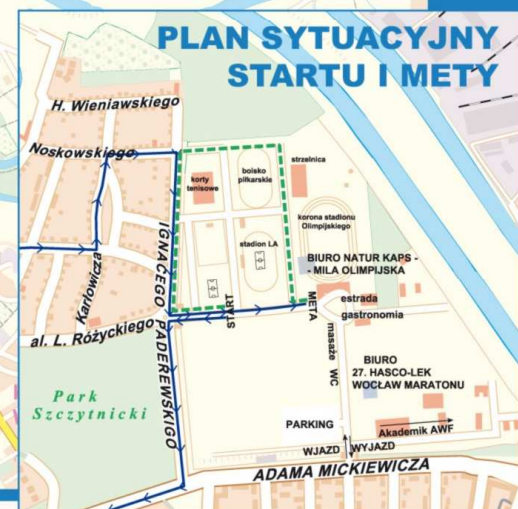 PLAN SYTUACYJNY
STARTU I METY
H. Wieniawskiego
Noskowskiego
korty
tenisowe
boisko
piłkarskie
strzelnica
korona stadionu
Olimpijskiego
stadion LA
IGNACEGO PADEREWSKIEGO
Karłowicza
BIURO NATUR KAPS -
- MILA OLIMPIJSKA
START
META
estrada
gastronomia
al. L. Różyckiego
masaże WC
BIURO
27. HASCO-LEK
WOCŁAW MARATONU
Park
Szczytnicki
PARKING
Akademik AWF
WJAZD
WYJAZD
ADAMA MICKIEWICZA